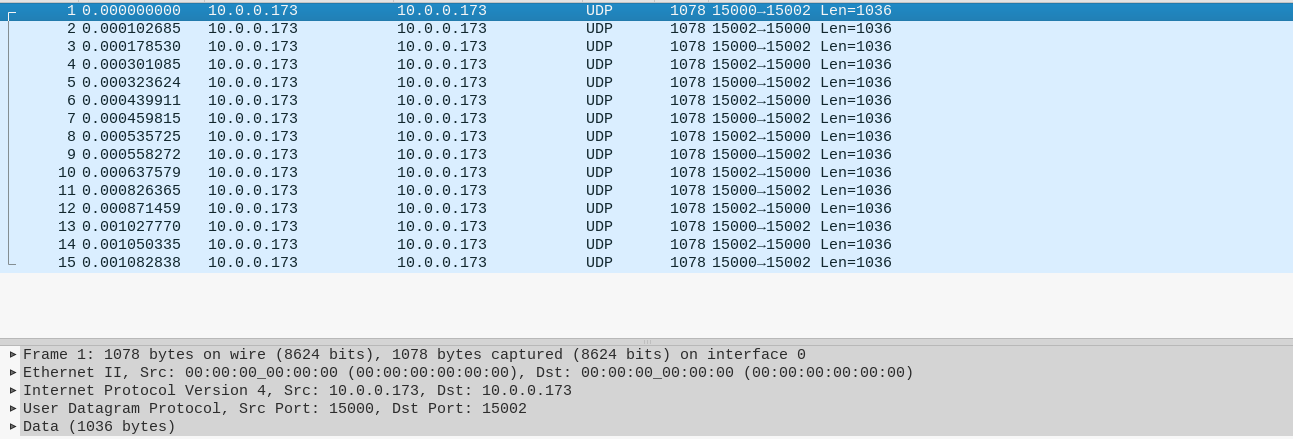 1 0.000000000 10.0.0.173 10.0.0.173 UDP 1078 15000→15002 Len=1036
2 0.000102685 10.0.0.173 10.0.0.173 UDP 1078 15002→15000 Len=1036
3 0.000178530 10.0.0.173 10.0.0.173 UDP 1078 15000→15002 Len=1036
4 0.000301085 10.0.0.173 10.0.0.173 UDP 1078 15002→15000 Len=1036
5 0.000323624 10.0.0.173 10.0.0.173 UDP 1078 15000→15002 Len=1036
6 0.000439911 10.0.0.173 10.0.0.173 UDP 1078 15002→15000 Len=1036
7 0.000459815 10.0.0.173 10.0.0.173 UDP 1078 15000→15002 Len=1036
8 0.000535725 10.0.0.173 10.0.0.173 UDP 1078 15002→15000 Len=1036
9 0.000558272 10.0.0.173 10.0.0.173 UDP 1078 15000→15002 Len=1036
10 0.000637579 10.0.0.173 10.0.0.173 UDP 1078 15002→15000 Len=1036
11 0.000826365 10.0.0.173 10.0.0.173 UDP 1078 15000→15002 Len=1036
12 0.000871459 10.0.0.173 10.0.0.173 UDP 1078 15002→15000 Len=1036
13 0.001027770 10.0.0.173 10.0.0.173 UDP 1078 15000→15002 Len=1036
14 0.001050335 10.0.0.173 10.0.0.173 UDP 1078 15002→15000 Len=1036
15 0.001082838 10.0.0.173 10.0.0.173 UDP 1078 15000→15002 Len=1036
Frame 1: 1078 bytes on wire (8624 bits), 1078 bytes captured (8624 bits) on interface 0
Ethernet II, Src: 00:00:00_00:00:00 (00:00:00:00:00:00), Dst: 00:00:00_00:00:00 (00:00:00:00:00:00)
Internet Protocol Version 4, Src: 10.0.0.173, Dst: 10.0.0.173
User Datagram Protocol, Src Port: 15000, Dst Port: 15002
Data (1036 bytes)